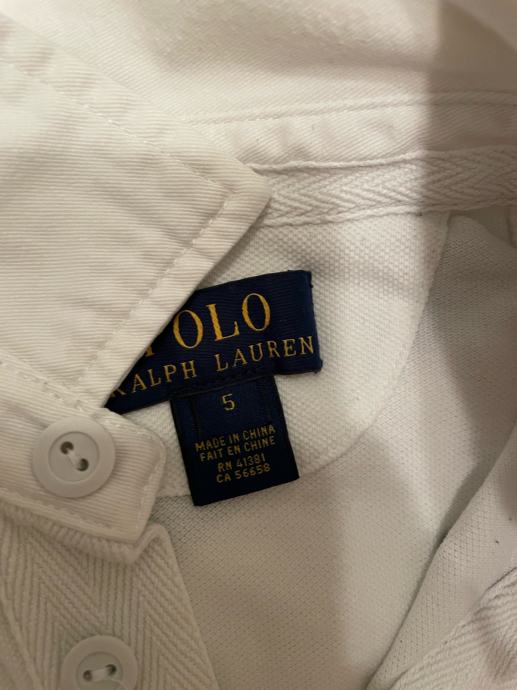 POLO
RALPH LAUREN
5
MADE IN CHINA
FAIT EN CHINE
RN 41381
CA 56658